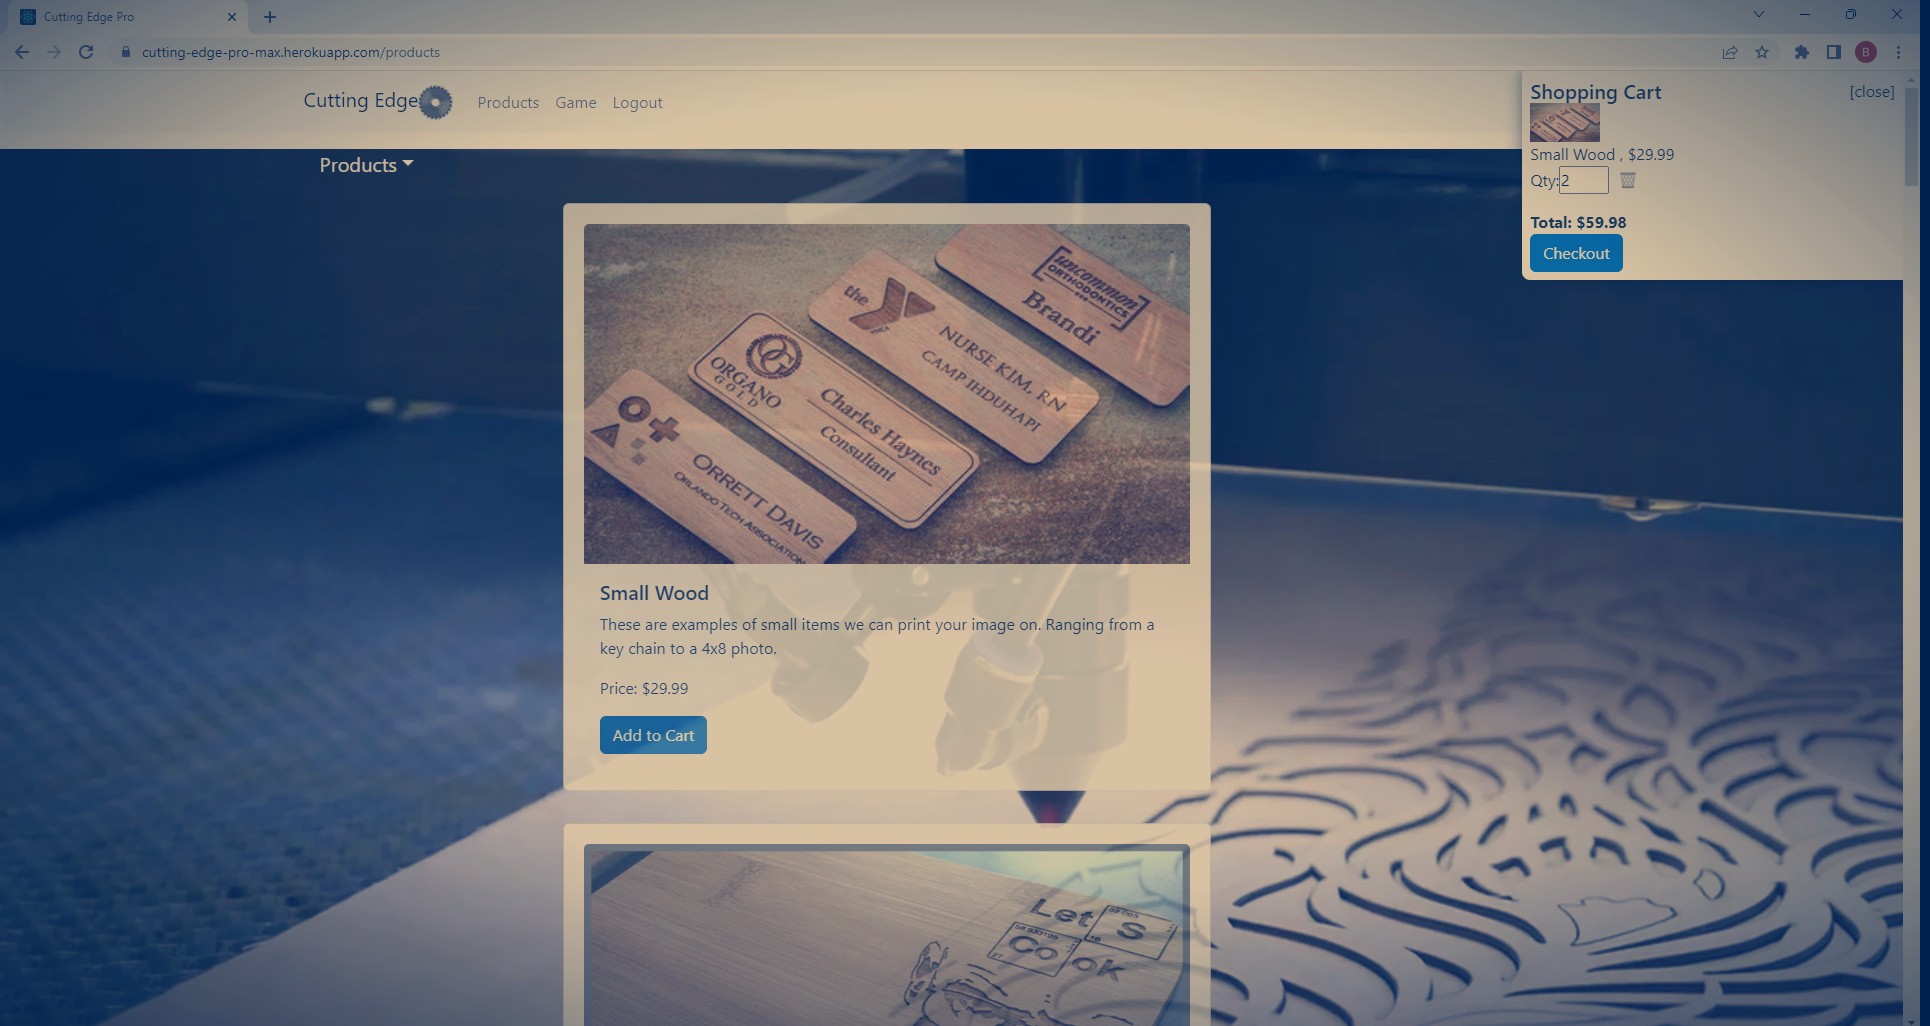 Cutting Edge Pro
cutting-edge-pro-max.herokuapp.com/products
B
Cutting Edge
Products
Game
Logout
Shopping Cart
[close]
Small Wood , $29.99
Qty:2
Total: $59.98
Checkout
Products
uncommon
ORTHODONTICS
Brandi
the
YMCA
NURSE KIM, RN
CAMP IHDUHAPI
OG
ORGANO
GOLD
Charles Haynes
Consultant
ORRETT DAVIS
ORLANDO TECH ASSOCIATION
Small Wood
These are examples of small items we can print your image on. Ranging from a
key chain to a 4x8 photo.
Price: $29.99
Add to Cart
Let S
Co ok